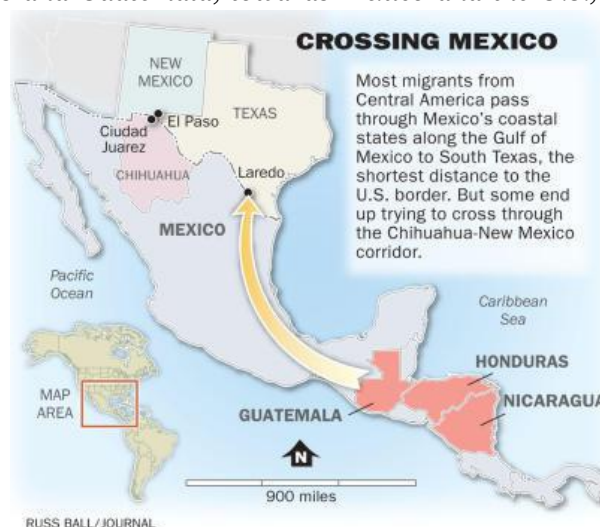 CROSSING MEXICO
Most migrants from
Central America pass
through Mexico's coastal
states along the Gulf of
Mexico to South Texas, the
shortest distance to the
U.S. border. But some end
up trying to cross through
the Chihuahua-New Mexico
corridor.
NEW
MEXICO
TEXAS
El Paso
Ciudad
Juarez
CHIHUAHUA
Laredo
MEXICO
Pacific
Ocean
Caribbean
Sea
HONDURAS
NICARAGUA
GUATEMALA
MAP
AREA
N
900 miles
RUSS BALL/JOURNAL